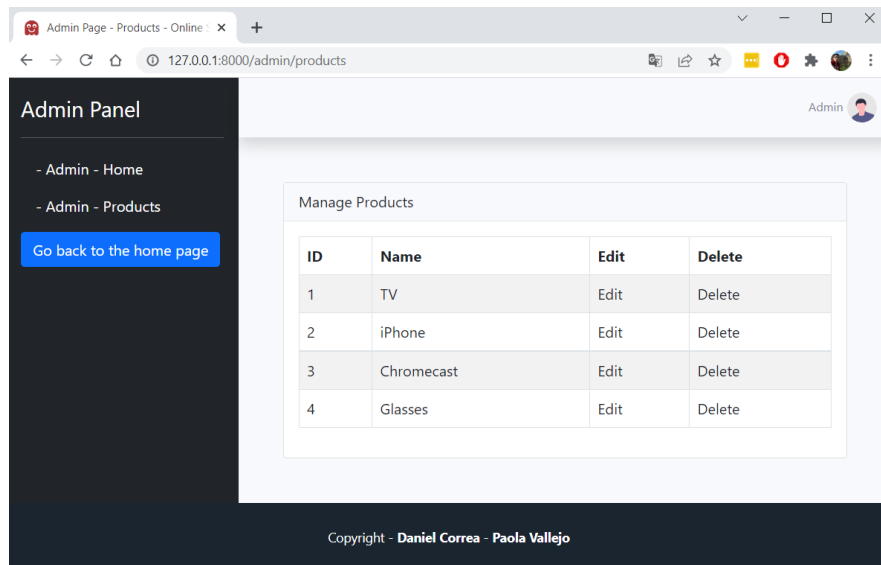 Admin Page - Products - Online
127.0.0.1:8000/admin/products
Admin Panel
Admin
- Admin - Home
- Admin - Products
Go back to the home page
Manage Products
ID Name Edit Delete
1 TV Edit Delete
2 iPhone Edit Delete
3 Chromecast Edit Delete
4 Glasses Edit Delete
Copyright - Daniel Correa - Paola Vallejo